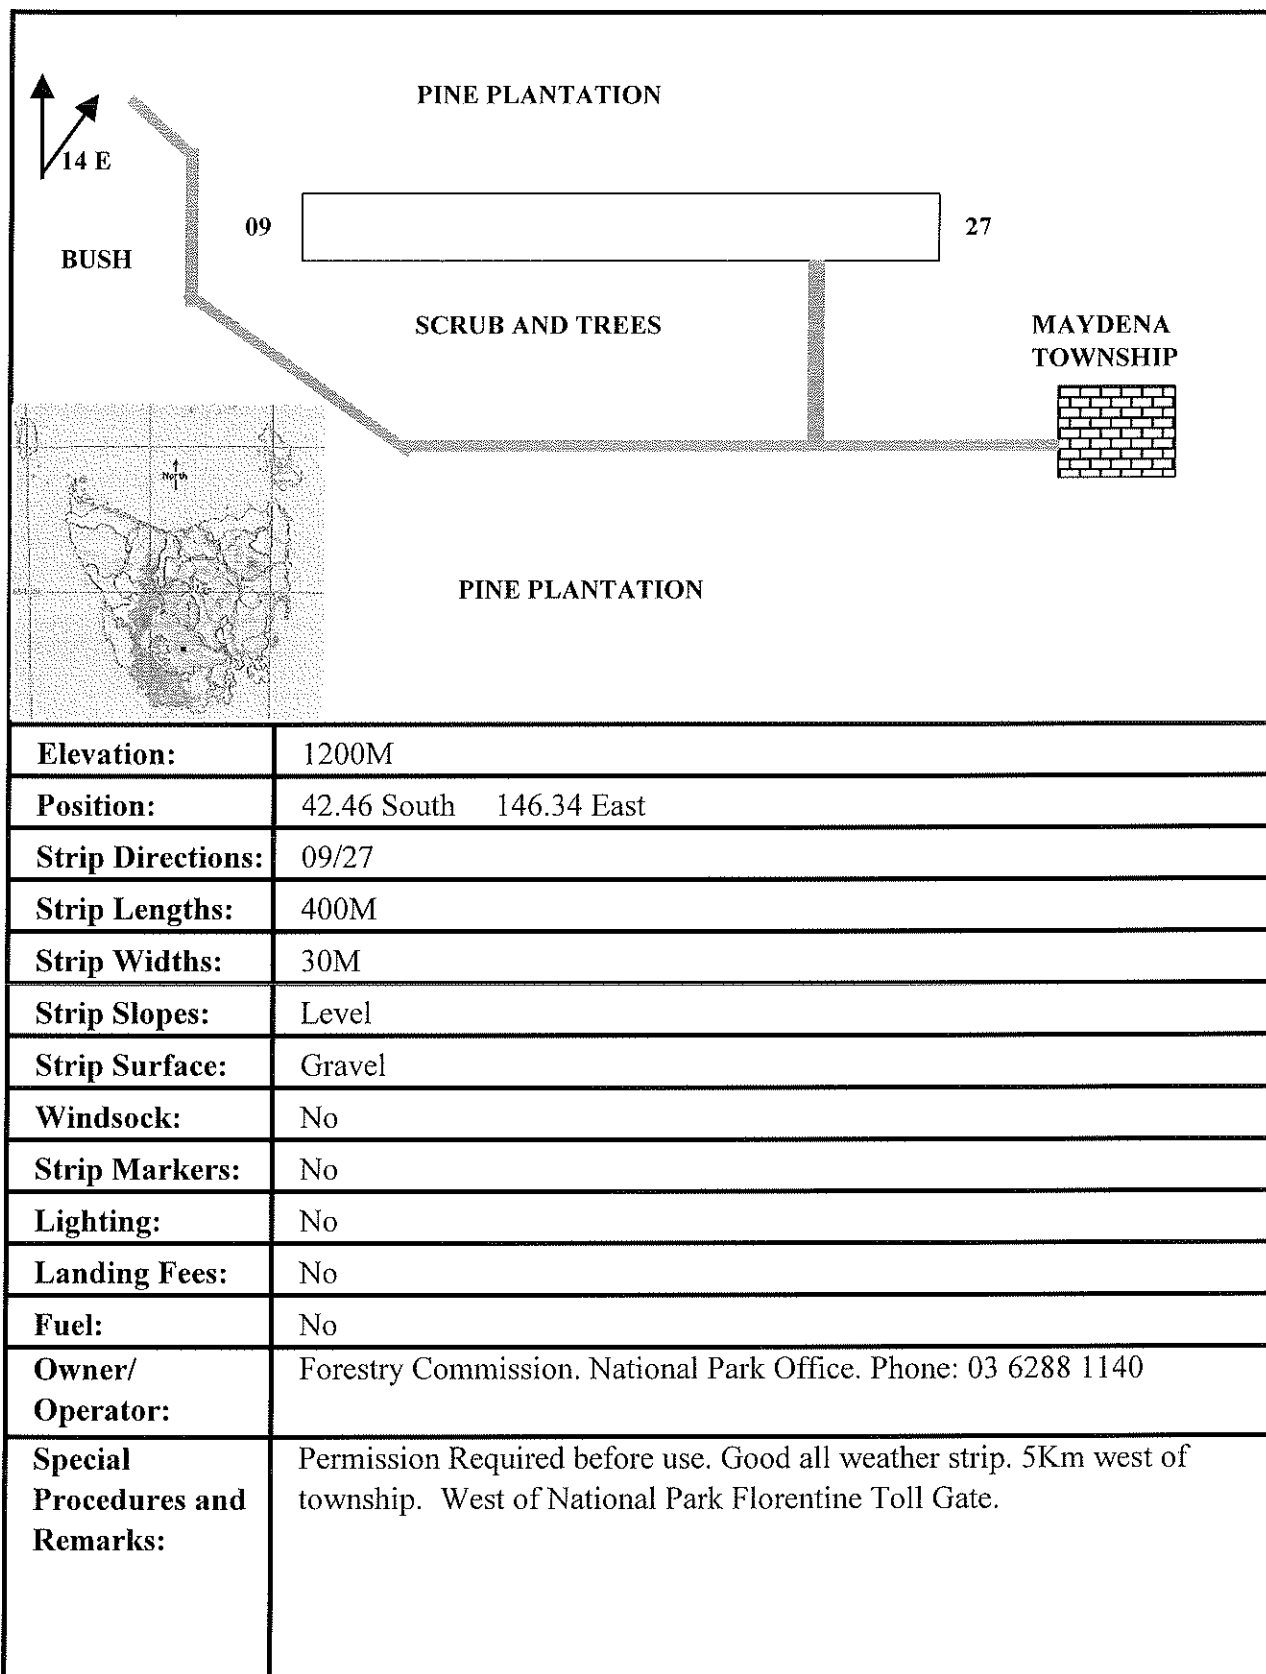 PINE PLANTATION
14 E
09
27
BUSH
SCRUB AND TREES
MAYDENA
TOWNSHIP
North
PINE PLANTATION
Elevation: 1200M
Position: 42.46 South 146.34 East
Strip Directions: 09/27
Strip Lengths: 400M
Strip Widths: 30M
Strip Slopes: Level
Strip Surface: Gravel
Windsock: No
Strip Markers: No
Lighting: No
Landing Fees: No
Fuel: No
Owner/ Forestry Commission. National Park Office. Phone: 03 6288 1140
Operator:
Special Permission Required before use. Good all weather strip. 5Km west of
Procedures and township. West of National Park Florentine Toll Gate.
Remarks: